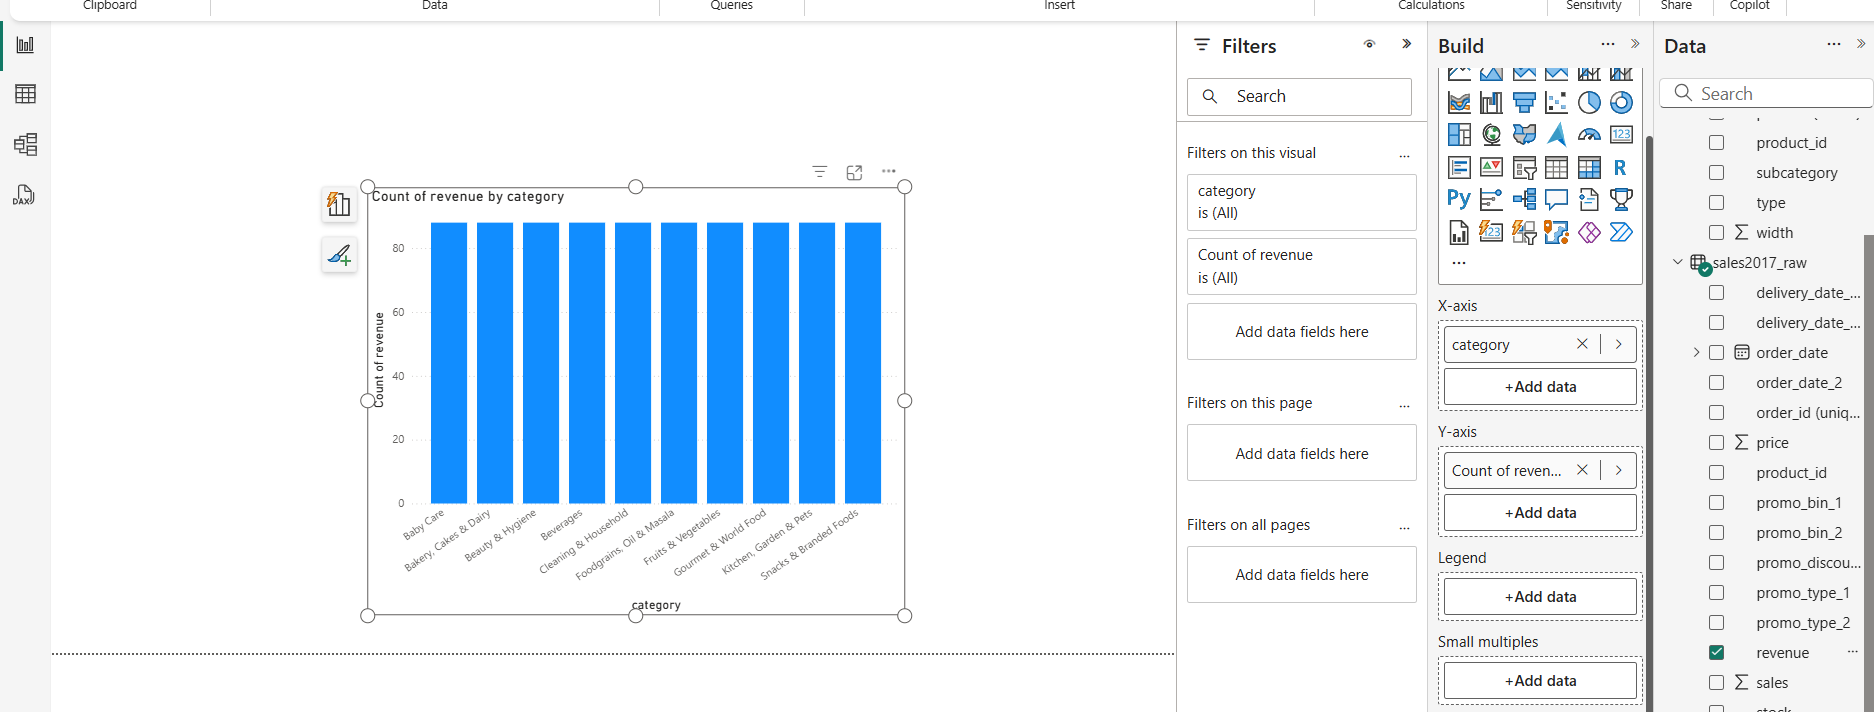 Clipboard
Data
Queries
Insert
Calculations
Sensitivity
Share
Copilot
DAX
Count of revenue by category
Count of revenue
80
60
40
20
0
Baby Care
Bakery, Cakes & Dairy
Beauty & Hygiene
Beverages
Cleaning & Household
Foodgrains, Oil & Masala
Fruits & Vegetables
Gourmet & World Food
Kitchen, Garden & Pets
Snacks & Branded Foods
category
Filters
Search
Filters on this visual
...
category
is (All)
Count of revenue
is (All)
Add data fields here
Filters on this page
...
Add data fields here
Filters on all pages
...
Add data fields here
Build
...
123
R
Py
123
...
X-axis
category
+Add data
Y-axis
Count of reven...
+Add data
Legend
+Add data
Small multiples
+Add data
Data
...
Search
product_id
subcategory
type
Σ width
sales2017_raw
delivery_date_...
delivery_date_...
order_date
order_date_2
order_id (uniq...
Σ price
product_id
promo_bin_1
promo_bin_2
promo_discou...
promo_type_1
promo_type_2
revenue
...
Σ sales